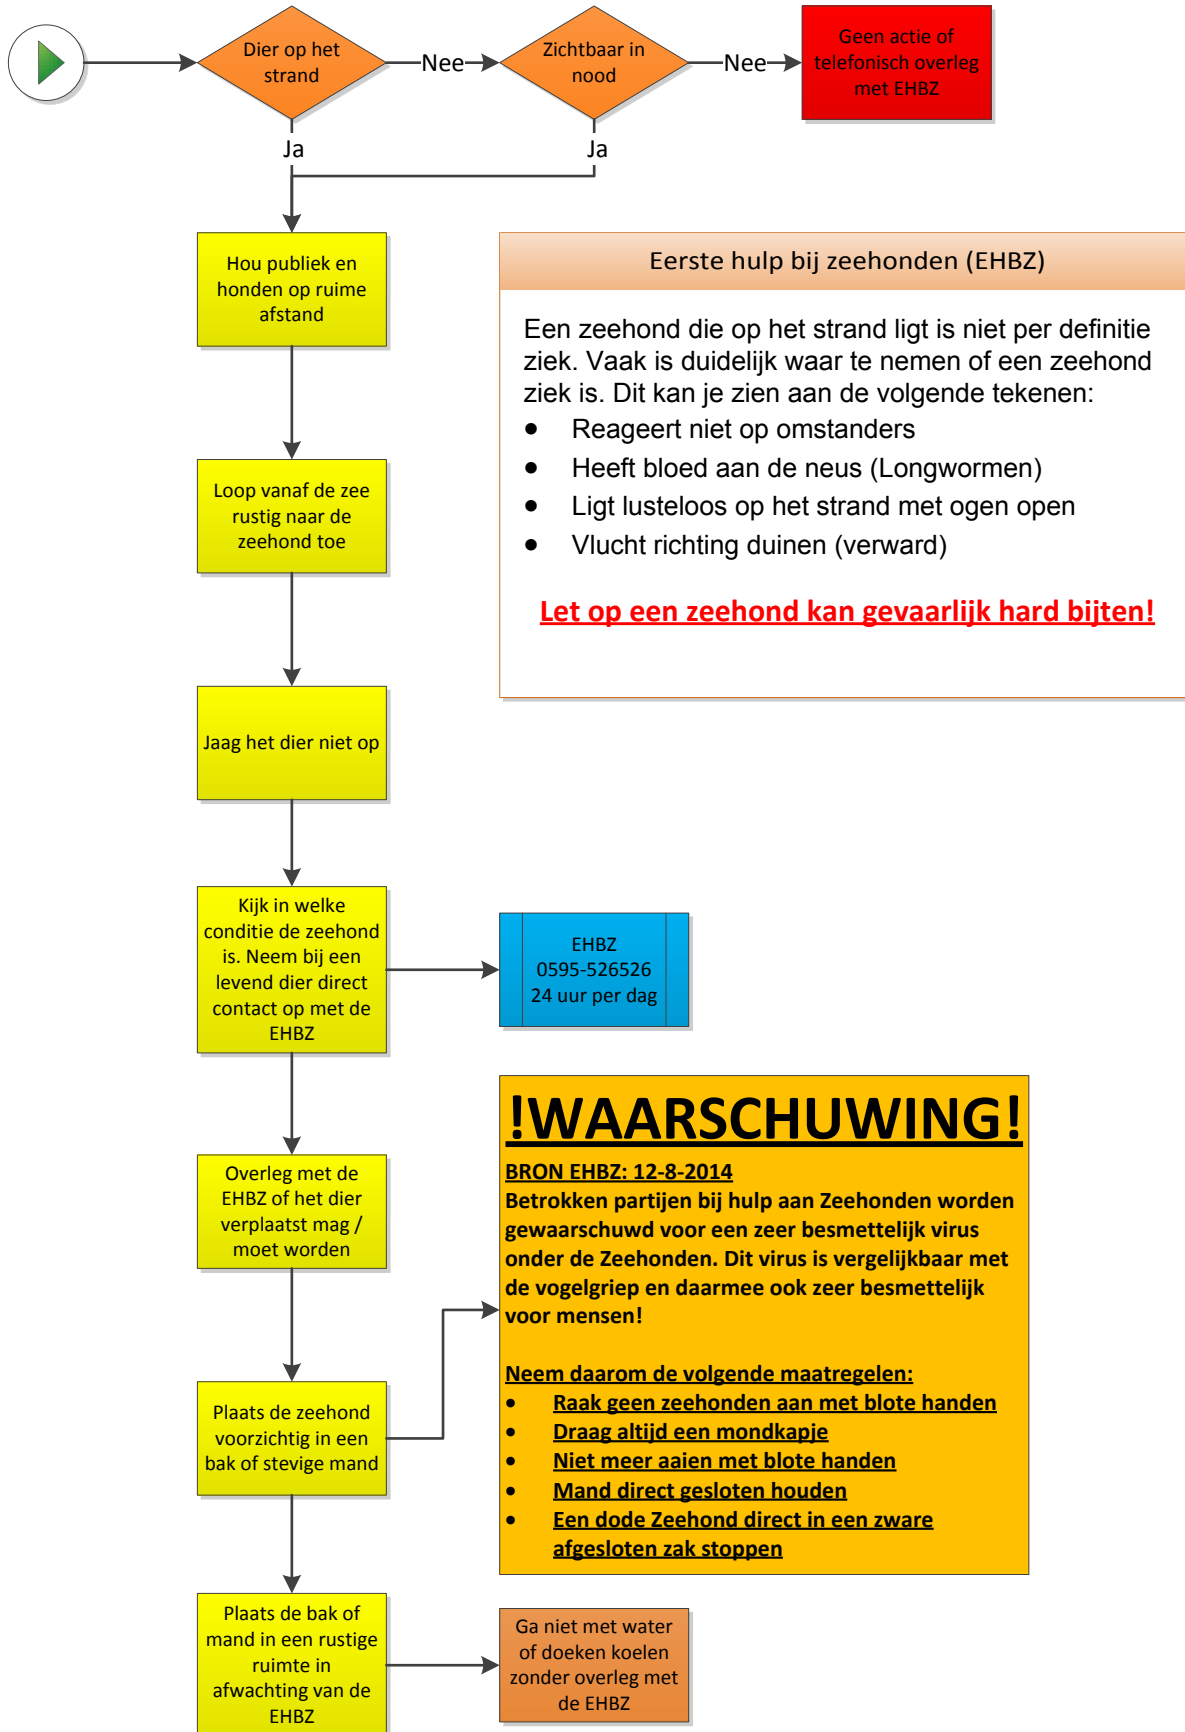 Dier op het
strand
Nee
Zichtbaar in
nood
Nee
Geen actie of
telefonisch overleg
met EHBZ
Ja
Ja
Hou publiek en
honden op ruime
afstand
Eerste hulp bij zeehonden (EHBZ)
Een zeehond die op het strand ligt is niet per definitie
ziek. Vaak is duidelijk waar te nemen of een zeehond
ziek is. Dit kan je zien aan de volgende tekenen:
• Reageert niet op omstanders
• Heeft bloed aan de neus (Longwormen)
• Ligt lusteloos op het strand met ogen open
• Vlucht richting duinen (verward)
Let op een zeehond kan gevaarlijk hard bijten!
Loop vanaf de zee
rustig naar de
zeehond toe
Jaag het dier niet op
Kijk in welke
conditie de zeehond
is. Neem bij een
levend dier direct
contact op met de
EHBZ
EHBZ
0595-526526
24 uur per dag
Overleg met de
EHBZ of het dier
verplaatst mag /
moet worden
!WAARSCHUWING!
BRON EHBZ: 12-8-2014
Betrokken partijen bij hulp aan Zeehonden worden
gewaarschuwd voor een zeer besmettelijk virus
onder de Zeehonden. Dit virus is vergelijkbaar met
de vogelgriep en daarmee ook zeer besmettelijk
voor mensen!
Neem daarom de volgende maatregelen:
• Raak geen zeehonden aan met blote handen
• Draag altijd een mondkapje
• Niet meer aaien met blote handen
• Mand direct gesloten houden
• Een dode Zeehond direct in een zware
afgesloten zak stoppen
Plaats de zeehond
voorzichtig in een
bak of stevige mand
Plaats de bak of
mand in een rustige
ruimte in
afwachting van de
EHBZ
Ga niet met water
of doeken koelen
zonder overleg met
de EHBZ